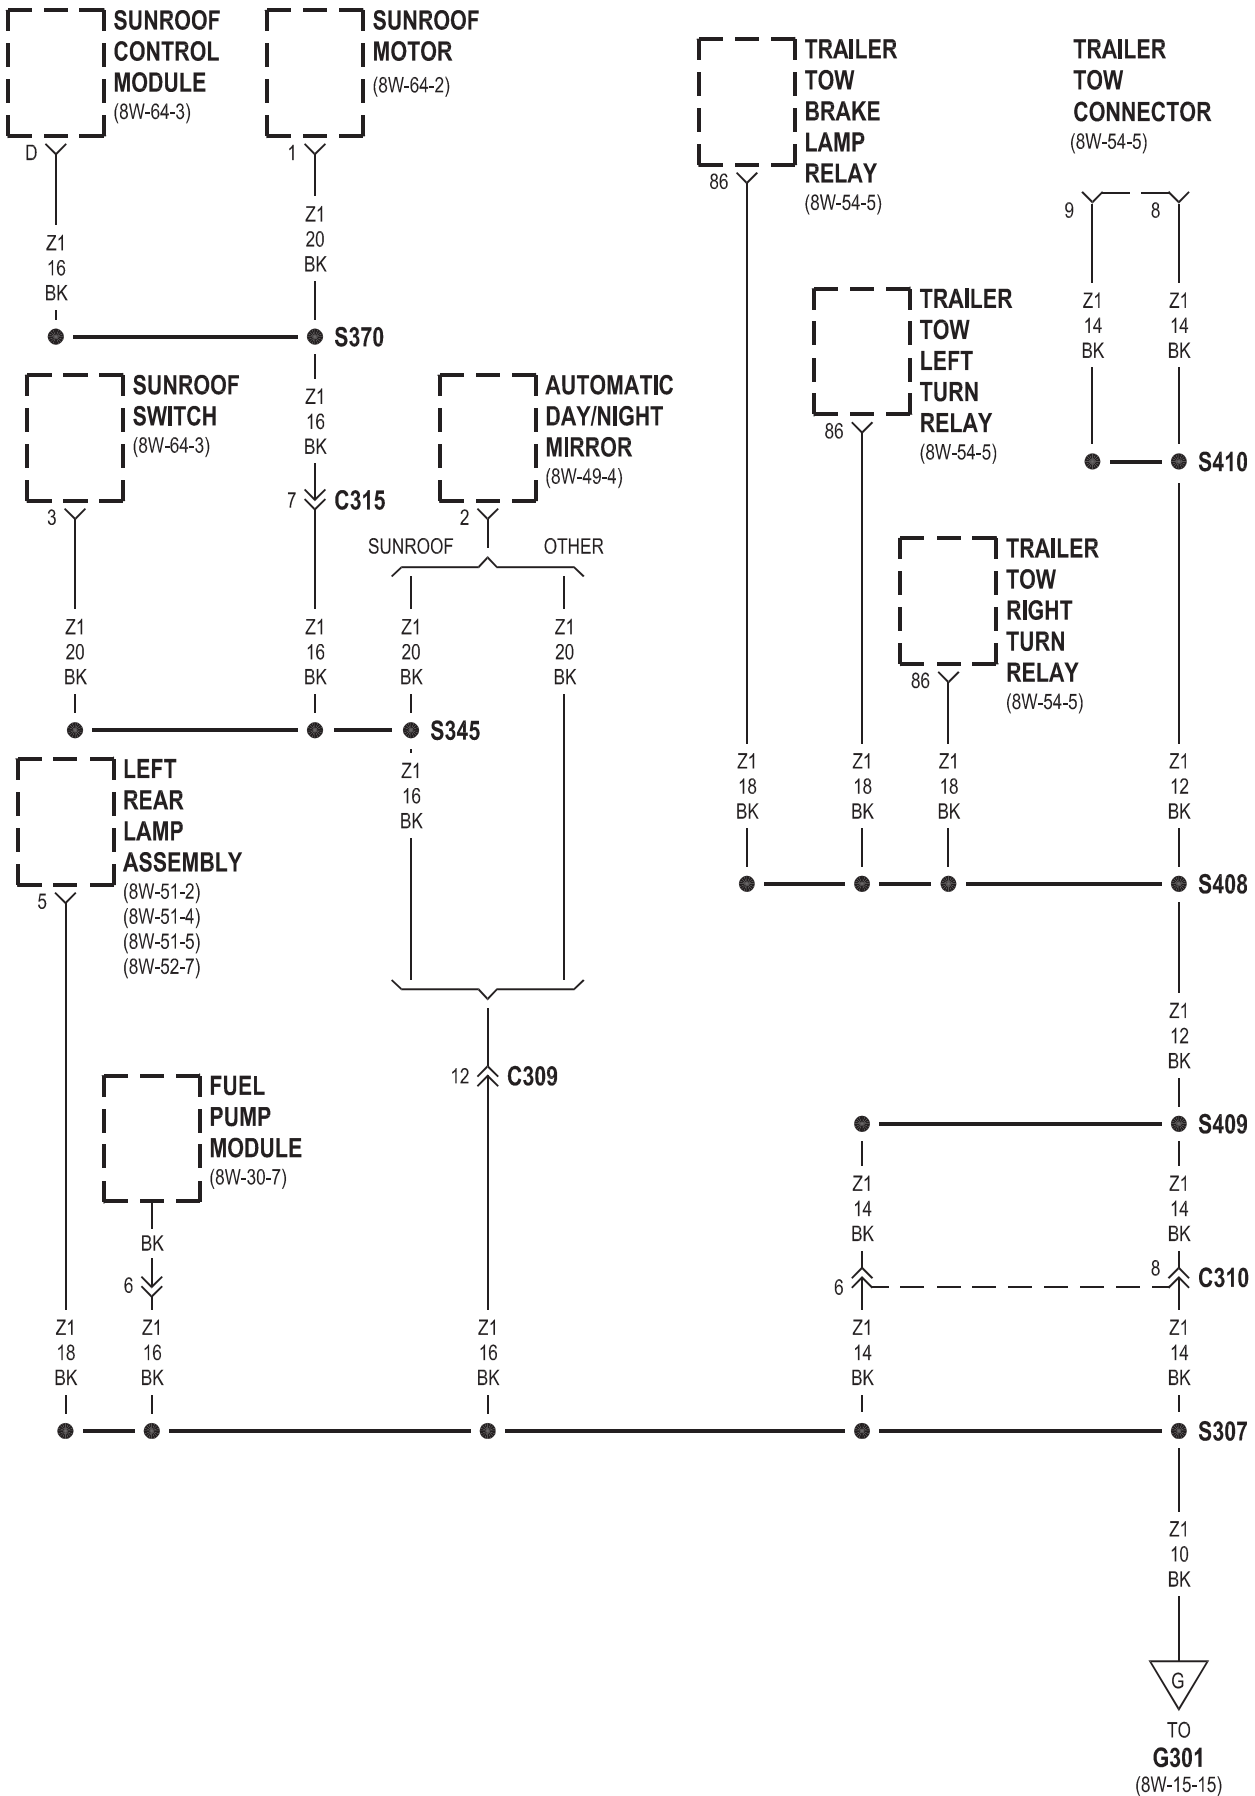 SUNROOF
CONTROL
MODULE
(8W-64-3)
D
SUNROOF
MOTOR
(8W-64-2)
1
TRAILER
TOW
BRAKE
LAMP
RELAY
(8W-54-5)
86
TRAILER
TOW
CONNECTOR
(8W-54-5)
9
8
Z1
16
BK
Z1
20
BK
S370
Z1
14
BK
Z1
14
BK
S410
TRAILER
TOW
LEFT
TURN
RELAY
(8W-54-5)
86
SUNROOF
SWITCH
(8W-64-3)
3
Z1
16
BK
7
C315
AUTOMATIC
DAY/NIGHT
MIRROR
(8W-49-4)
2
SUNROOF
OTHER
TRAILER
TOW
RIGHT
TURN
RELAY
(8W-54-5)
86
Z1
20
BK
Z1
16
BK
Z1
20
BK
Z1
20
BK
S345
Z1
16
BK
LEFT
REAR
LAMP
ASSEMBLY
(8W-51-2)
(8W-51-4)
(8W-51-5)
(8W-52-7)
5
Z1
18
BK
Z1
18
BK
Z1
18
BK
Z1
12
BK
S408
Z1
12
BK
S409
12
C309
FUEL
PUMP
MODULE
(8W-30-7)
BK
6
Z1
14
BK
Z1
14
BK
6
8
C310
Z1
18
BK
Z1
16
BK
Z1
16
BK
Z1
14
BK
Z1
14
BK
S307
Z1
10
BK
G
TO
G301
(8W-15-15)